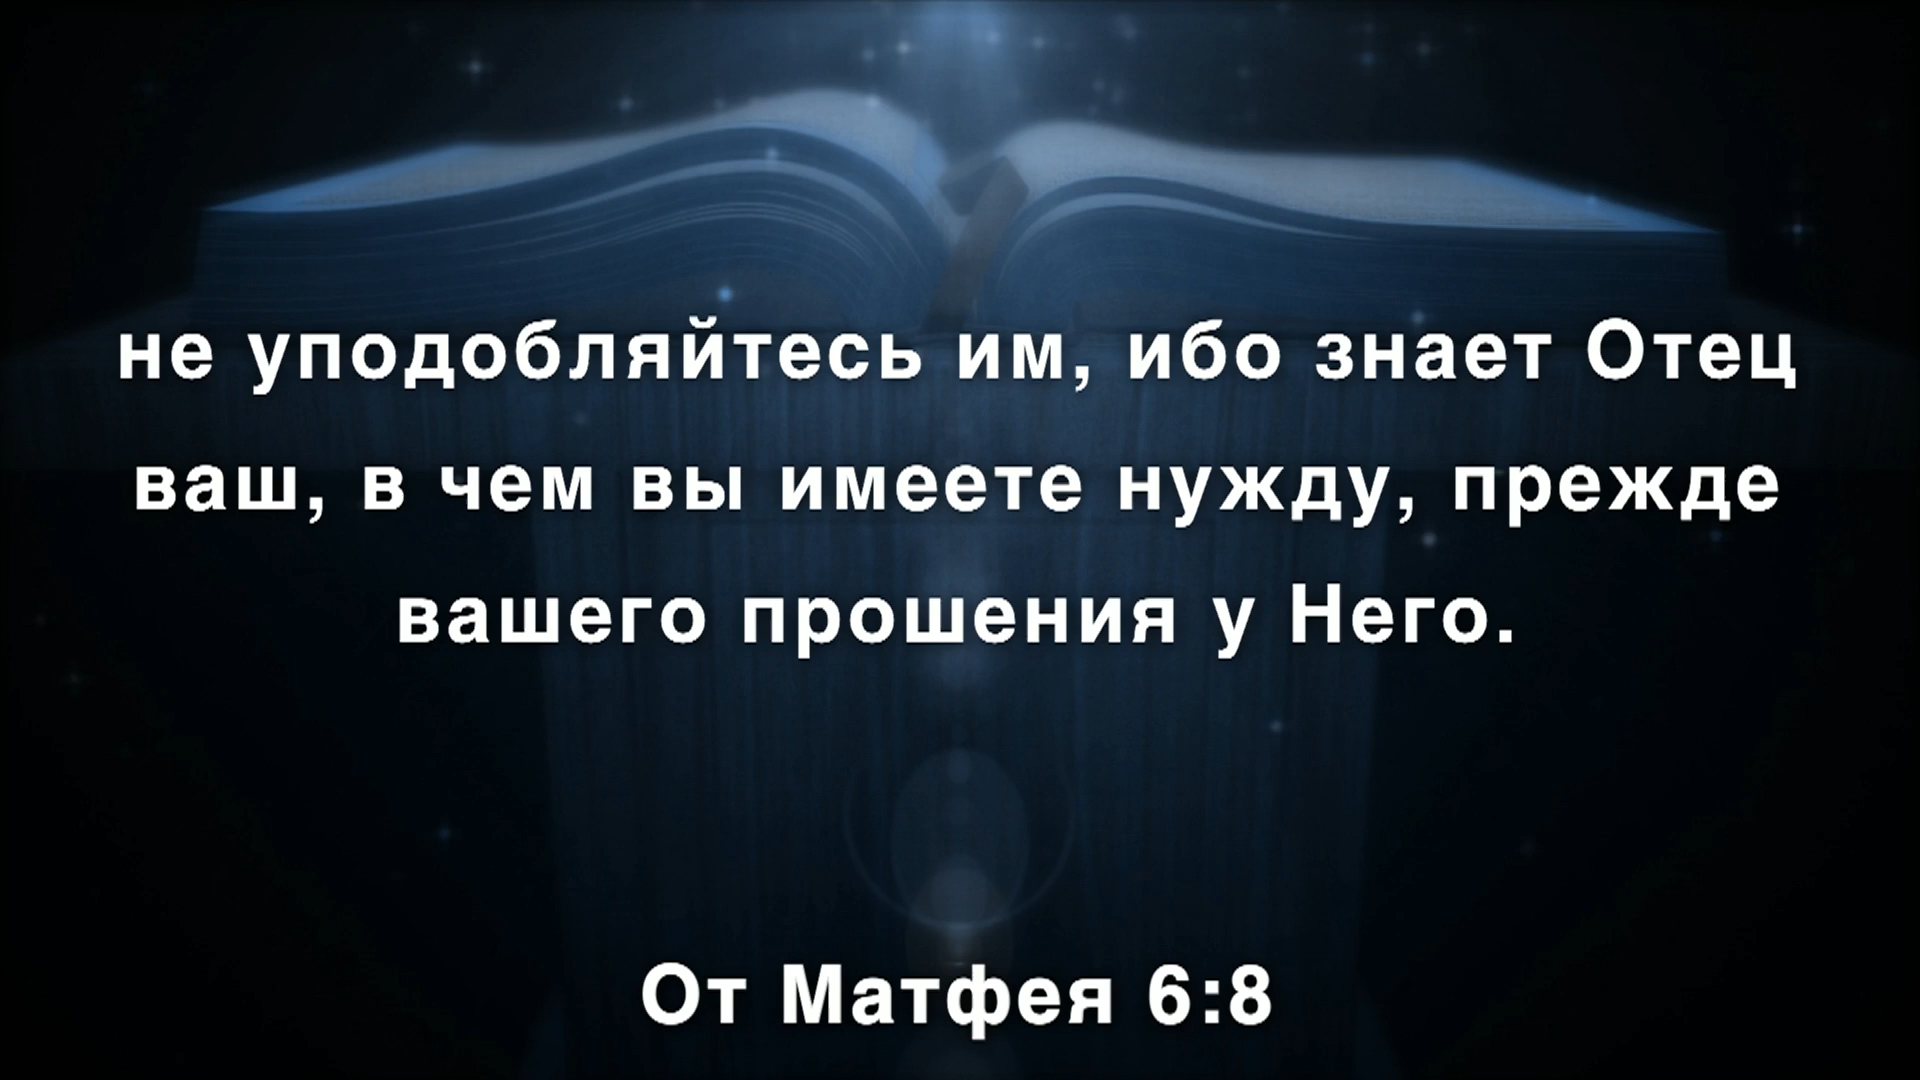 не уподобляйтесь им, ибо знает Отец
ваш, в чем вы имеете нужду, прежде
вашего прошения у Него.
От Матфея 6:8